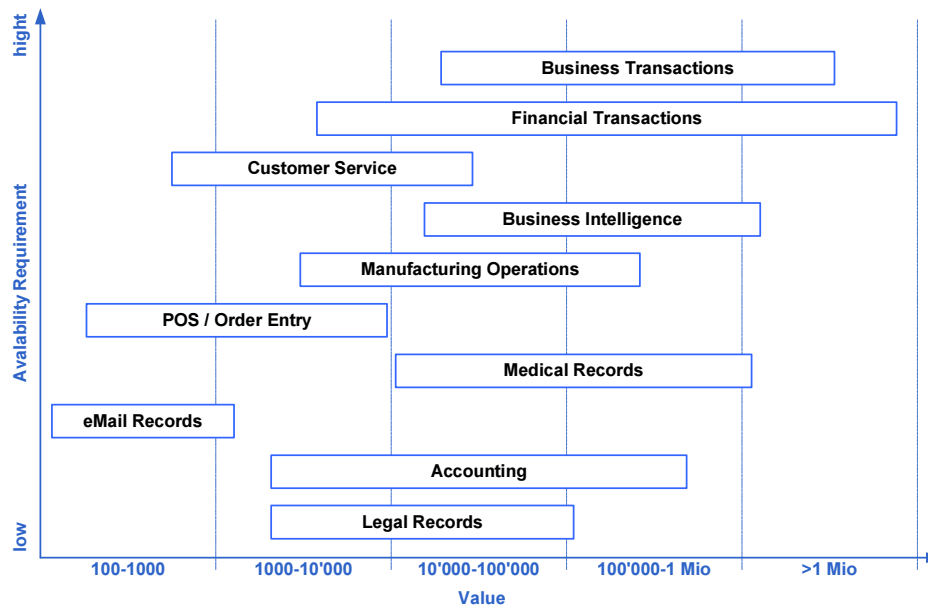 hight
Business Transactions
Financial Transactions
Customer Service
Avalability Requirement
Business Intelligence
Manufacturing Operations
POS / Order Entry
Medical Records
eMail Records
Accounting
low
Legal Records
100-1000
1000-10'000
10'000-100'000
100'000-1 Mio
>1 Mio
Value